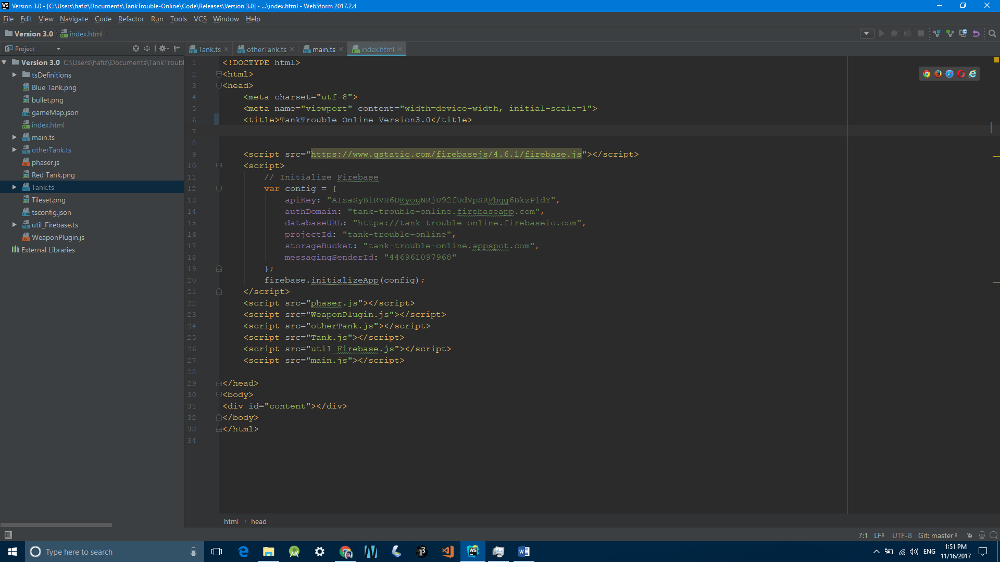 Version 3.0 - [C:\Users\hafiz\Documents\TankTrouble-Online\Code\Releases\Version 3.0] - ...\index.html - WebStorm 2017.2.4
File Edit View Navigate Code Refactor Run Tools VCS Window Help
Version 3.0 index.html
Project
Tank.ts otherTank.ts main.ts index.html
Version 3.0 C:\Users\hafiz\Documents\TankTroubl
tsDefinitions
Blue Tank.png
bullet.png
gameMap.json
index.html
main.ts
otherTank.ts
phaser.js
Red Tank.png
Tank.ts
Tileset.png
tsconfig.json
util_Firebase.ts
WeaponPlugin.js
External Libraries
1 <!DOCTYPE html>
2 <html>
3 <head>
4 <meta charset="utf-8">
5 <meta name="viewport" content="width=device-width, initial-scale=1">
6 <title>TankTrouble Online Version3.0</title>
7
8
9 <script src="https://www.gstatic.com/firebasejs/4.6.1/firebase.js"></script>
10 <script>
11 // Initialize Firebase
12 var config = {
13 apiKey: "AIzaSyBiRVH6DEyouNRjU92fUdVpSRFbqg6BkzP1dY",
14 authDomain: "tank-trouble-online.firebaseapp.com",
15 databaseURL: "https://tank-trouble-online.firebaseio.com",
16 projectId: "tank-trouble-online",
17 storageBucket: "tank-trouble-online.appspot.com",
18 messagingSenderId: "446961097968"
19 };
20 firebase.initializeApp(config);
21 </script>
22 <script src="phaser.js"></script>
23 <script src="WeaponPlugin.js"></script>
24 <script src="otherTank.js"></script>
25 <script src="Tank.js"></script>
26 <script src="util_Firebase.js"></script>
27 <script src="main.js"></script>
28
29 </head>
30 <body>
31 <div id="content"></div>
32 </body>
33 </html>
34
html head
7:1 LF UTF-8 Git: master
Type here to search
ENG
1:51 PM
11/16/2017